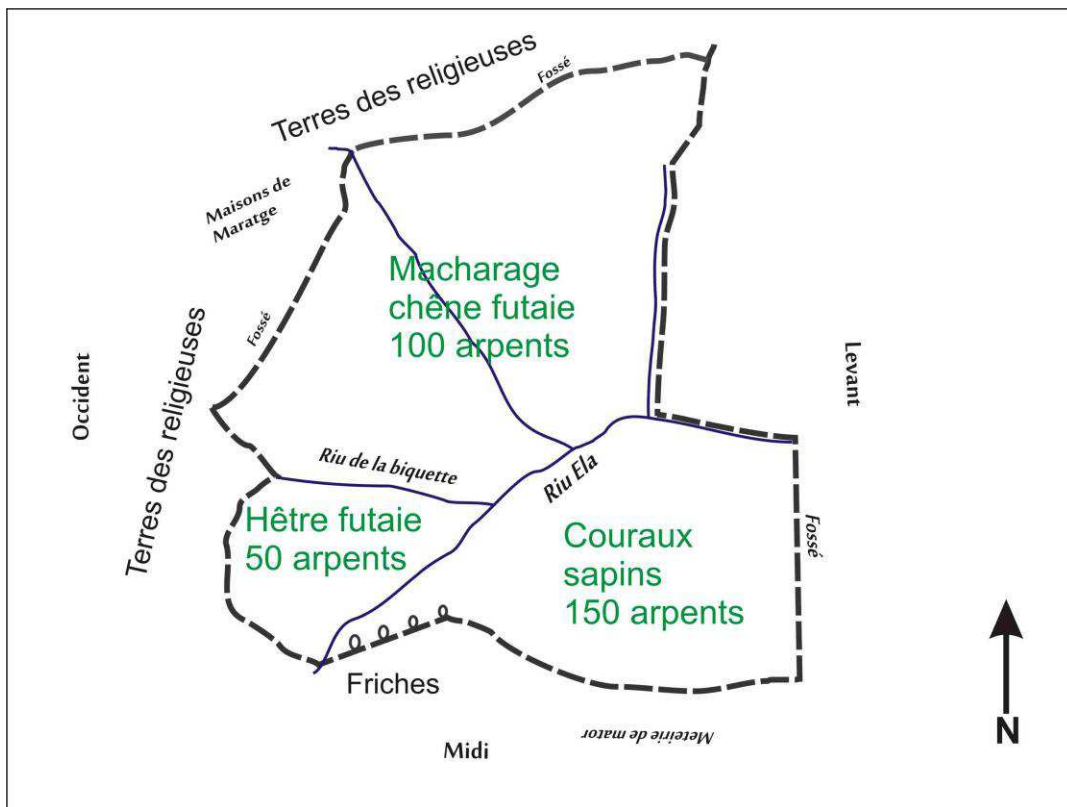 Terres des religieuses
Fossé
Maisons de
Maratge
Macharage
chêne futaie
100 arpents
Fossé
Terres des religieuses
Occident
Levant
Riu de la biquette
Riu Ela
Hêtre futaie
50 arpents
Couraux
sapins
150 arpents
Fossé
Friches
Meteirie de mator
Midi
N